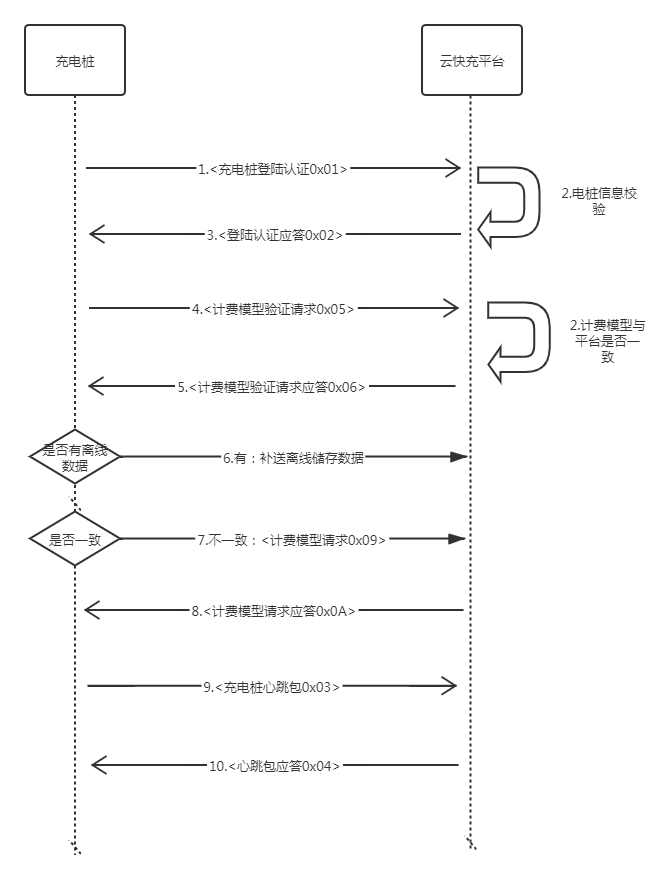 充电桩
云快充平台
1.<充电桩登陆认证0x01>
2.电桩信息校
验
3.<登陆认证应答0x02>
4.<计费模型验证请求0x05>
2.计费模型与
平台是否一
致
5.<计费模型验证请求应答0x06>
是否有离线
数据
6.有：补送离线储存数据
是否一致
7.不一致：<计费模型请求0x09>
8.<计费模型请求应答0x0A>
9.<充电桩心跳包0x03>
10.<心跳包应答0x04>